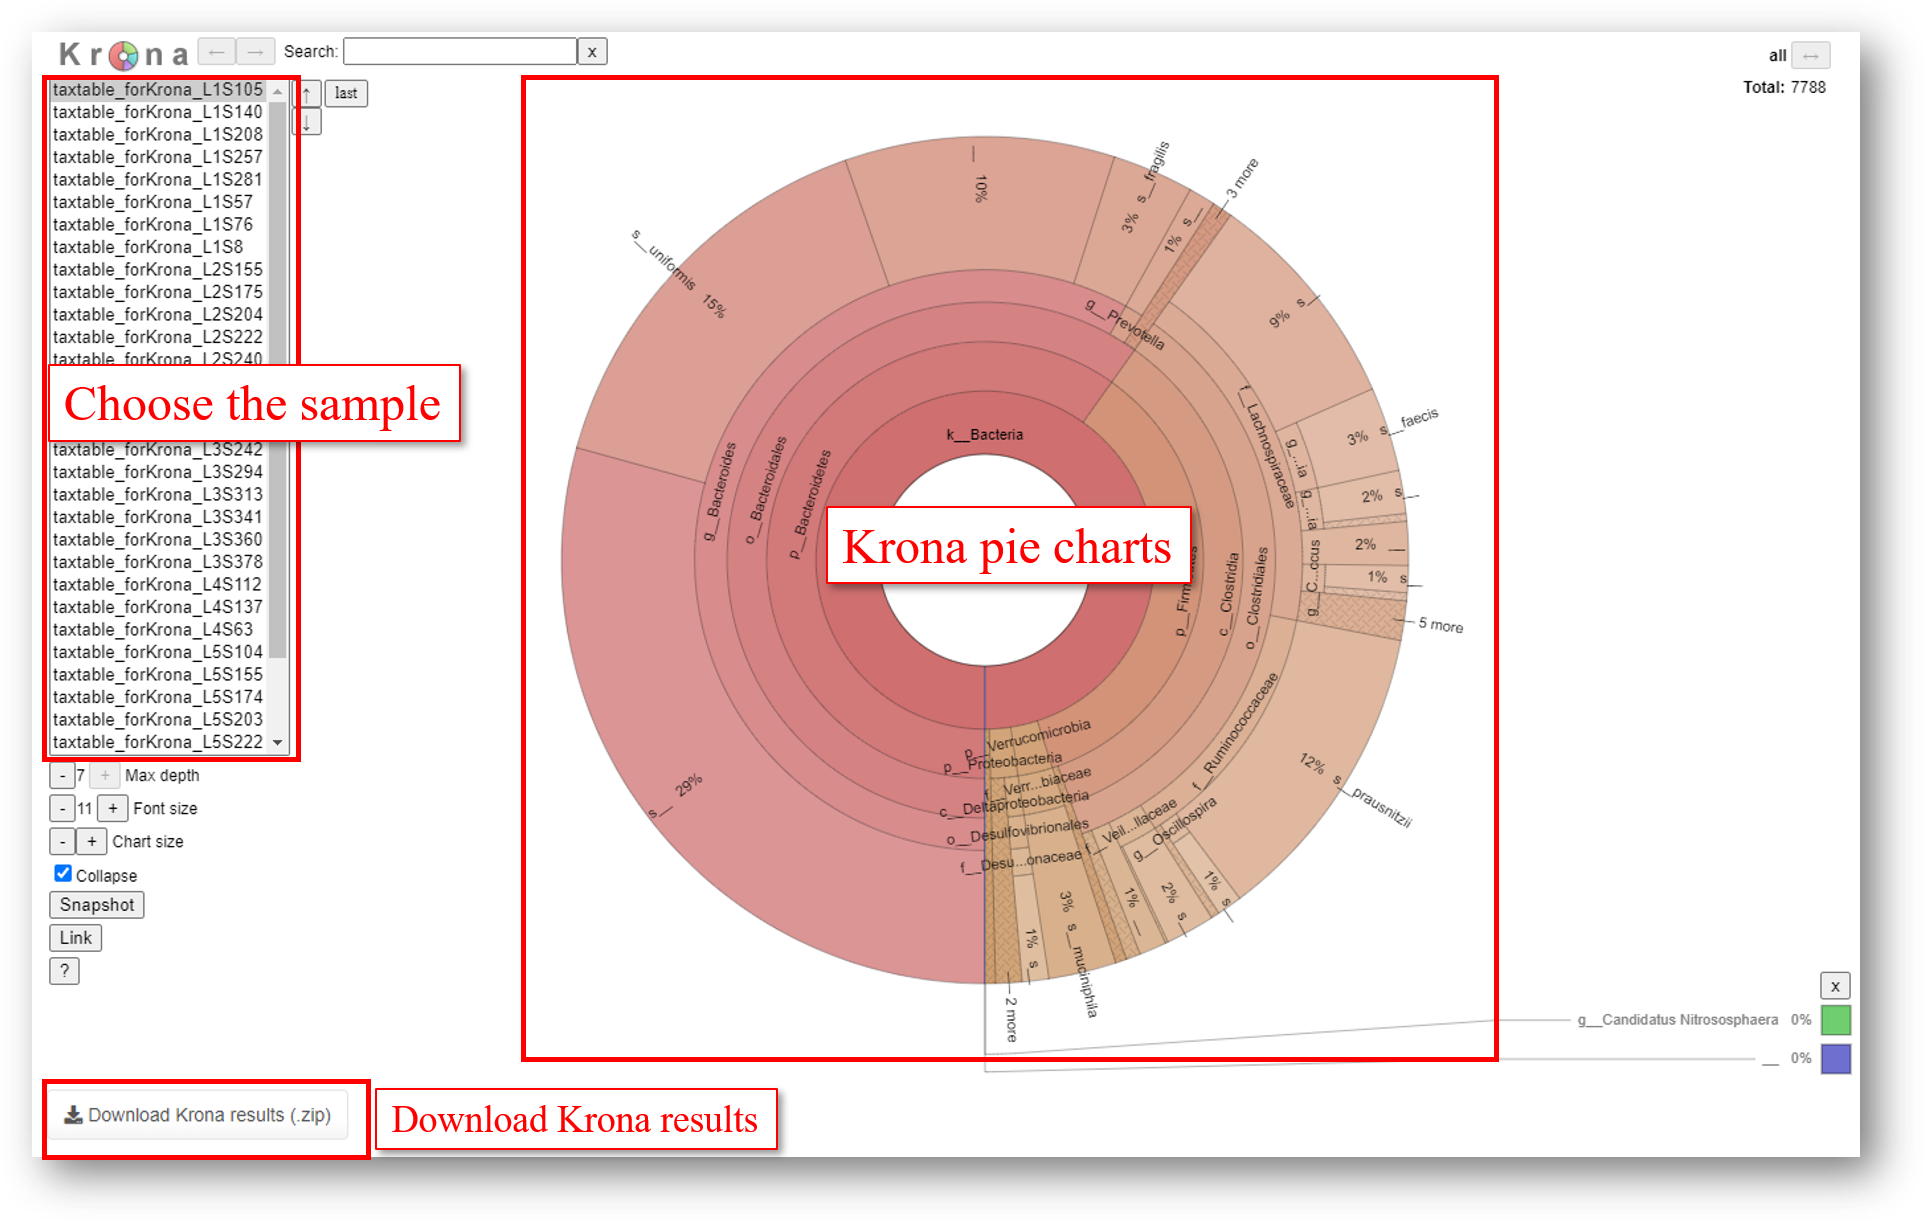 Krona ← → Search: x
all ↔
Total: 7788
taxtable_forKrona_L1S105
↑ last
↓
taxtable_forKrona_L1S140
taxtable_forKrona_L1S208
taxtable_forKrona_L1S257
taxtable_forKrona_L1S281
taxtable_forKrona_L1S57
taxtable_forKrona_L1S76
taxtable_forKrona_L1S8
taxtable_forKrona_L2S155
taxtable_forKrona_L2S175
taxtable_forKrona_L2S204
taxtable_forKrona_L2S222
taxtable_forKrona_L2S240
Choose the sample
taxtable_forKrona_L3S242
taxtable_forKrona_L3S294
taxtable_forKrona_L3S313
taxtable_forKrona_L3S341
taxtable_forKrona_L3S360
taxtable_forKrona_L3S378
taxtable_forKrona_L4S112
taxtable_forKrona_L4S137
taxtable_forKrona_L4S63
taxtable_forKrona_L5S104
taxtable_forKrona_L5S155
taxtable_forKrona_L5S174
taxtable_forKrona_L5S203
taxtable_forKrona_L5S222
- 7 + Max depth
- 11 + Font size
- + Chart size
Collapse
Snapshot
Link
?
__ 10%
3% s__fragilis
1% s__
3 more
s__uniformis 15%
g__Prevotella
9% s__
f__Lachnospiraceae
3% s__faecis
g_...ia
2% s__
g_...ia
2% __
1% s__
g__C...ccus
5 more
k__Bacteria
g__Bacteroides
o__Bacteroidales
p__Bacteroidetes
Krona pie charts
c__Clostridia
o__Clostridiales
f__Ruminococcaceae
12% s__prausnitzii
s__ 29%
p__Verrucomicrobia
p__Proteobacteria
f__Verr...biaceae
c__Deltaproteobacteria
o__Desulfovibrionales
f__Desu...onaceae
f__Veil...llaceae
g__Oscillospira
1% s__
2% s__
1% __
3% s__muciniphila
1% s__
2 more
x
g__Candidatus Nitrososphaera 0%
__ 0%
Download Krona results (.zip)
Download Krona results